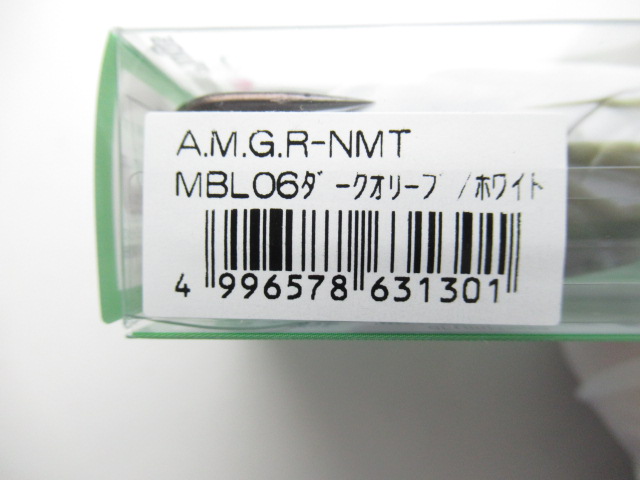 A.M.G.R-NMT
MBL06ﾀﾞｰｸｵﾘｰﾌﾞ/ﾎﾜｲﾄ
4 996578 631301